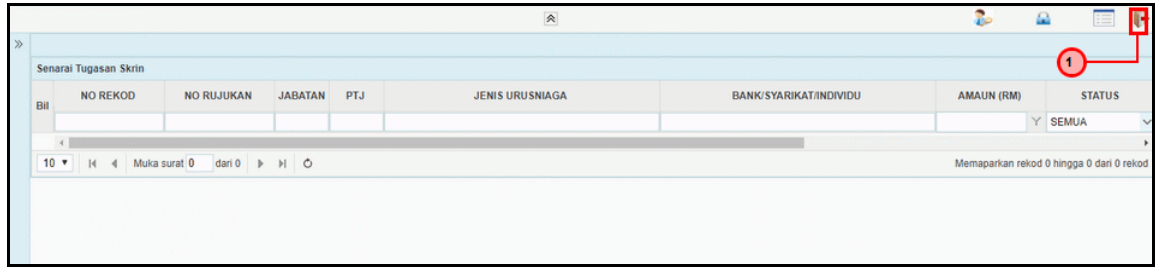 1
Senarai Tugasan Skrin
Bil NO REKOD NO RUJUKAN JABATAN PTJ JENIS URUSNIAGA BANK/SYARIKAT/INDIVIDU AMAUN (RM) STATUS
SEMUA
10 Muka surat 0 dari 0 Memaparkan rekod 0 hingga 0 dari 0 rekod